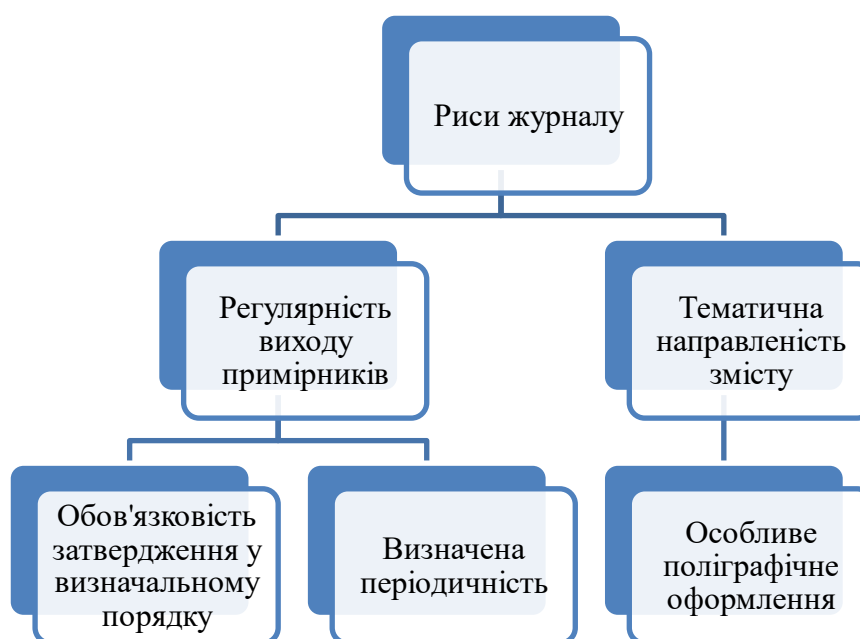 Риси журналу
Регулярність
виходу
примірників
Тематична
направленість
змісту
Обов'язковість
затвердження у
визначальному
порядку
Визначена
періодичність
Особливе
поліграфічне
оформлення